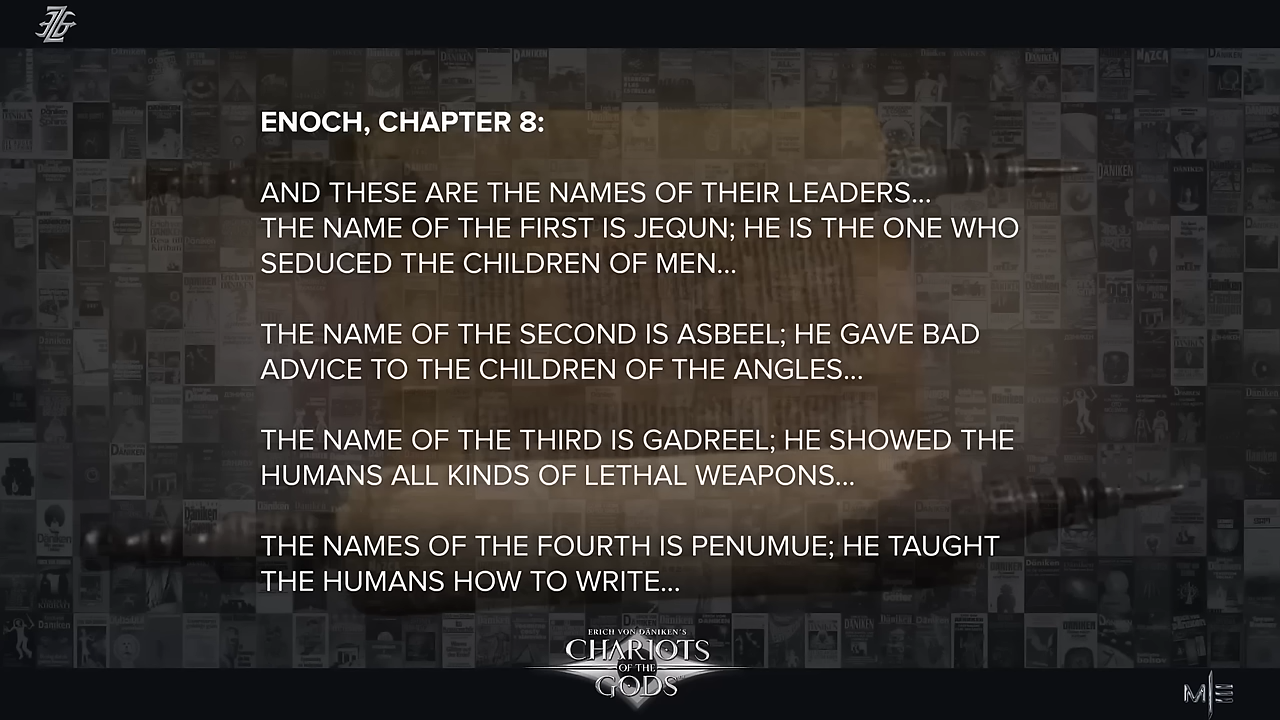 ENOCH, CHAPTER 8:
AND THESE ARE THE NAMES OF THEIR LEADERS...
THE NAME OF THE FIRST IS JEQUN; HE IS THE ONE WHO
SEDUCED THE CHILDREN OF MEN...
THE NAME OF THE SECOND IS ASBEEL; HE GAVE BAD
ADVICE TO THE CHILDREN OF THE ANGLES...
THE NAME OF THE THIRD IS GADREEL; HE SHOWED THE
HUMANS ALL KINDS OF LETHAL WEAPONS...
THE NAMES OF THE FOURTH IS PENUMUE; HE TAUGHT
THE HUMANS HOW TO WRITE...
ERICH VON DÄNIKEN'S
CHARIOTS
OF THE
GODS